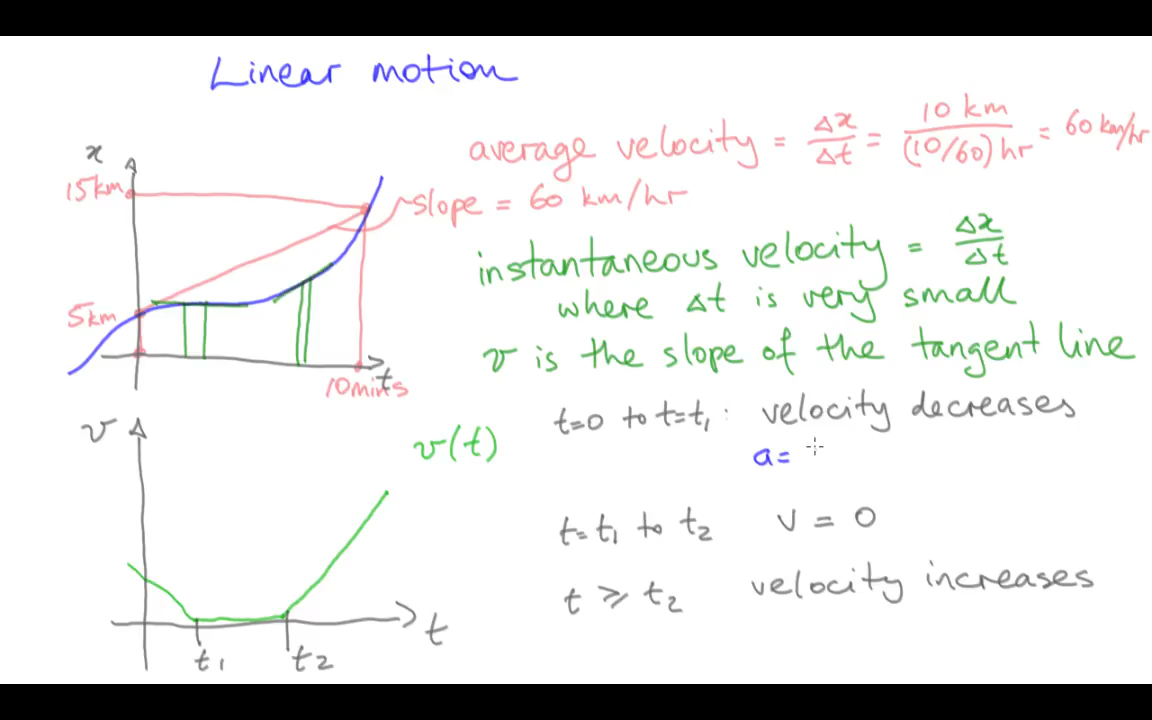 Linear motion
average velocity = Δx/Δt = 10 km/(10/60) hr = 60 km/hr
x
15km
slope = 60 km/hr
instantaneous velocity = Δx/Δt
where Δt is very small
5km
v is the slope of the tangent line
t
10mins
t=0 to t=t₁ : velocity decreases
v
v(t)
a=
t=t₁ to t₂ v = 0
t ⩾ t₂ velocity increases
t
t₁ t₂